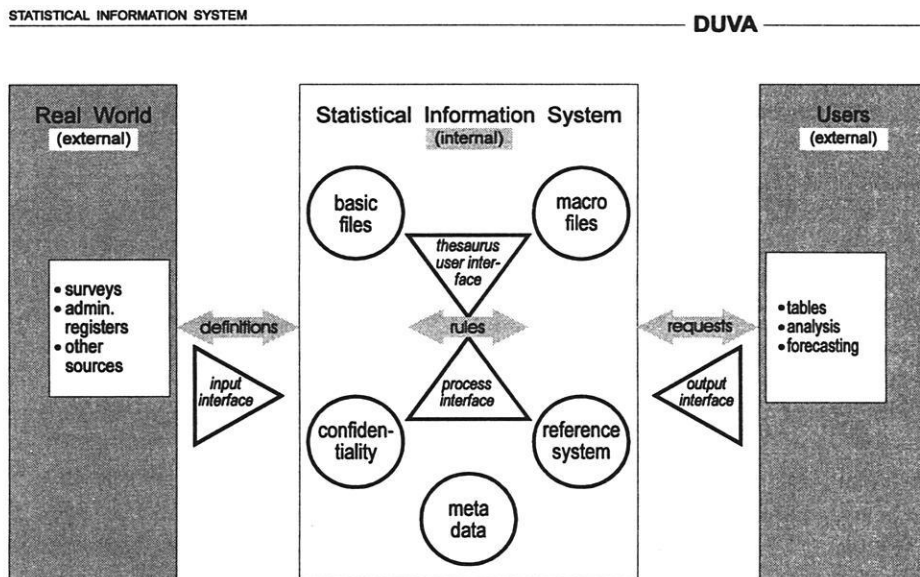 STATISTICAL INFORMATION SYSTEM
DUVA
Real World
(external)
• surveys
• admin.
registers
• other
sources
definitions
input
interface
Statistical Information System
(internal)
basic
files
macro
files
thesaurus
user inter-
face
rules
process
interface
confiden-
tiality
reference
system
meta
data
requests
output
interface
Users
(external)
• tables
• analysis
• forecasting